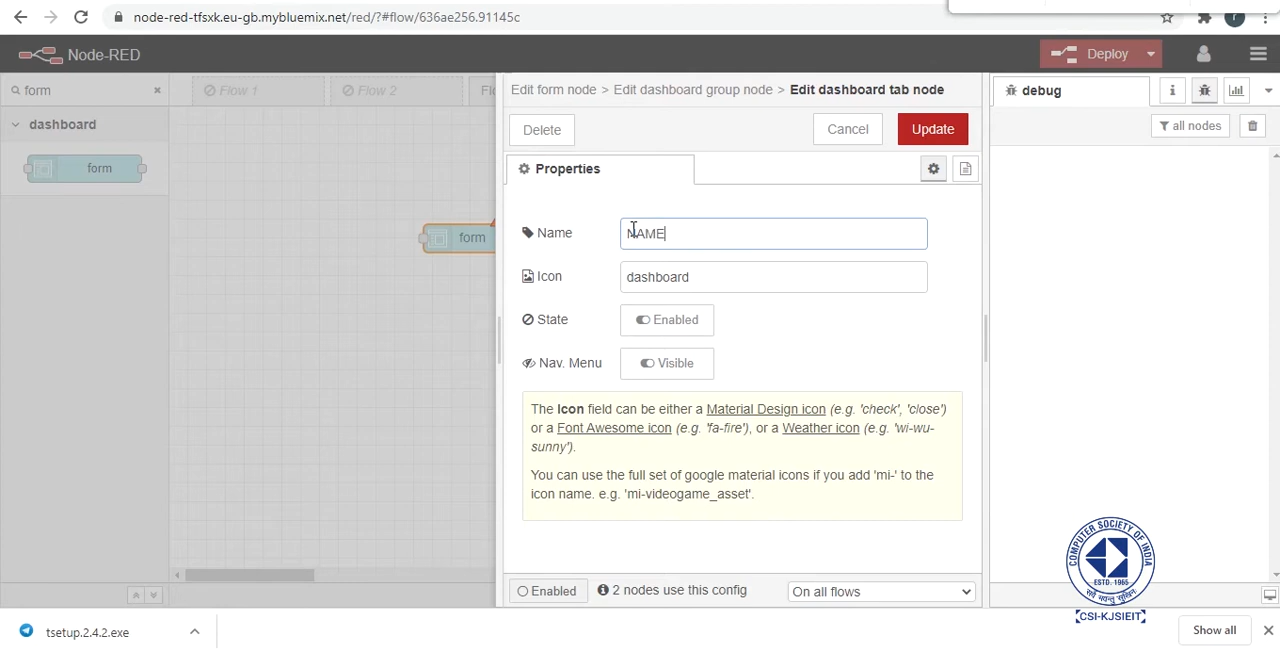 node-red-tfsxk.eu-gb.mybluemix.net/red/?#flow/636ae256.91145c
Node-RED
Deploy
form
Flow 1
Flow 2
Edit form node > Edit dashboard group node > Edit dashboard tab node
debug
dashboard
Delete
Cancel
Update
all nodes
form
Properties
form
Name
NAME
Icon
dashboard
State
Enabled
Nav. Menu
Visible
The Icon field can be either a Material Design icon (e.g. 'check', 'close')
or a Font Awesome icon (e.g. 'fa-fire'), or a Weather icon (e.g. 'wi-wu-
sunny').
You can use the full set of google material icons if you add 'mi-' to the
icon name. e.g. 'mi-videogame_asset'.
Enabled
2 nodes use this config
On all flows
COMPUTER SOCIETY OF INDIA
ESTD. 1965
[CSI-KJSIEIT]
tsetup.2.4.2.exe
Show all